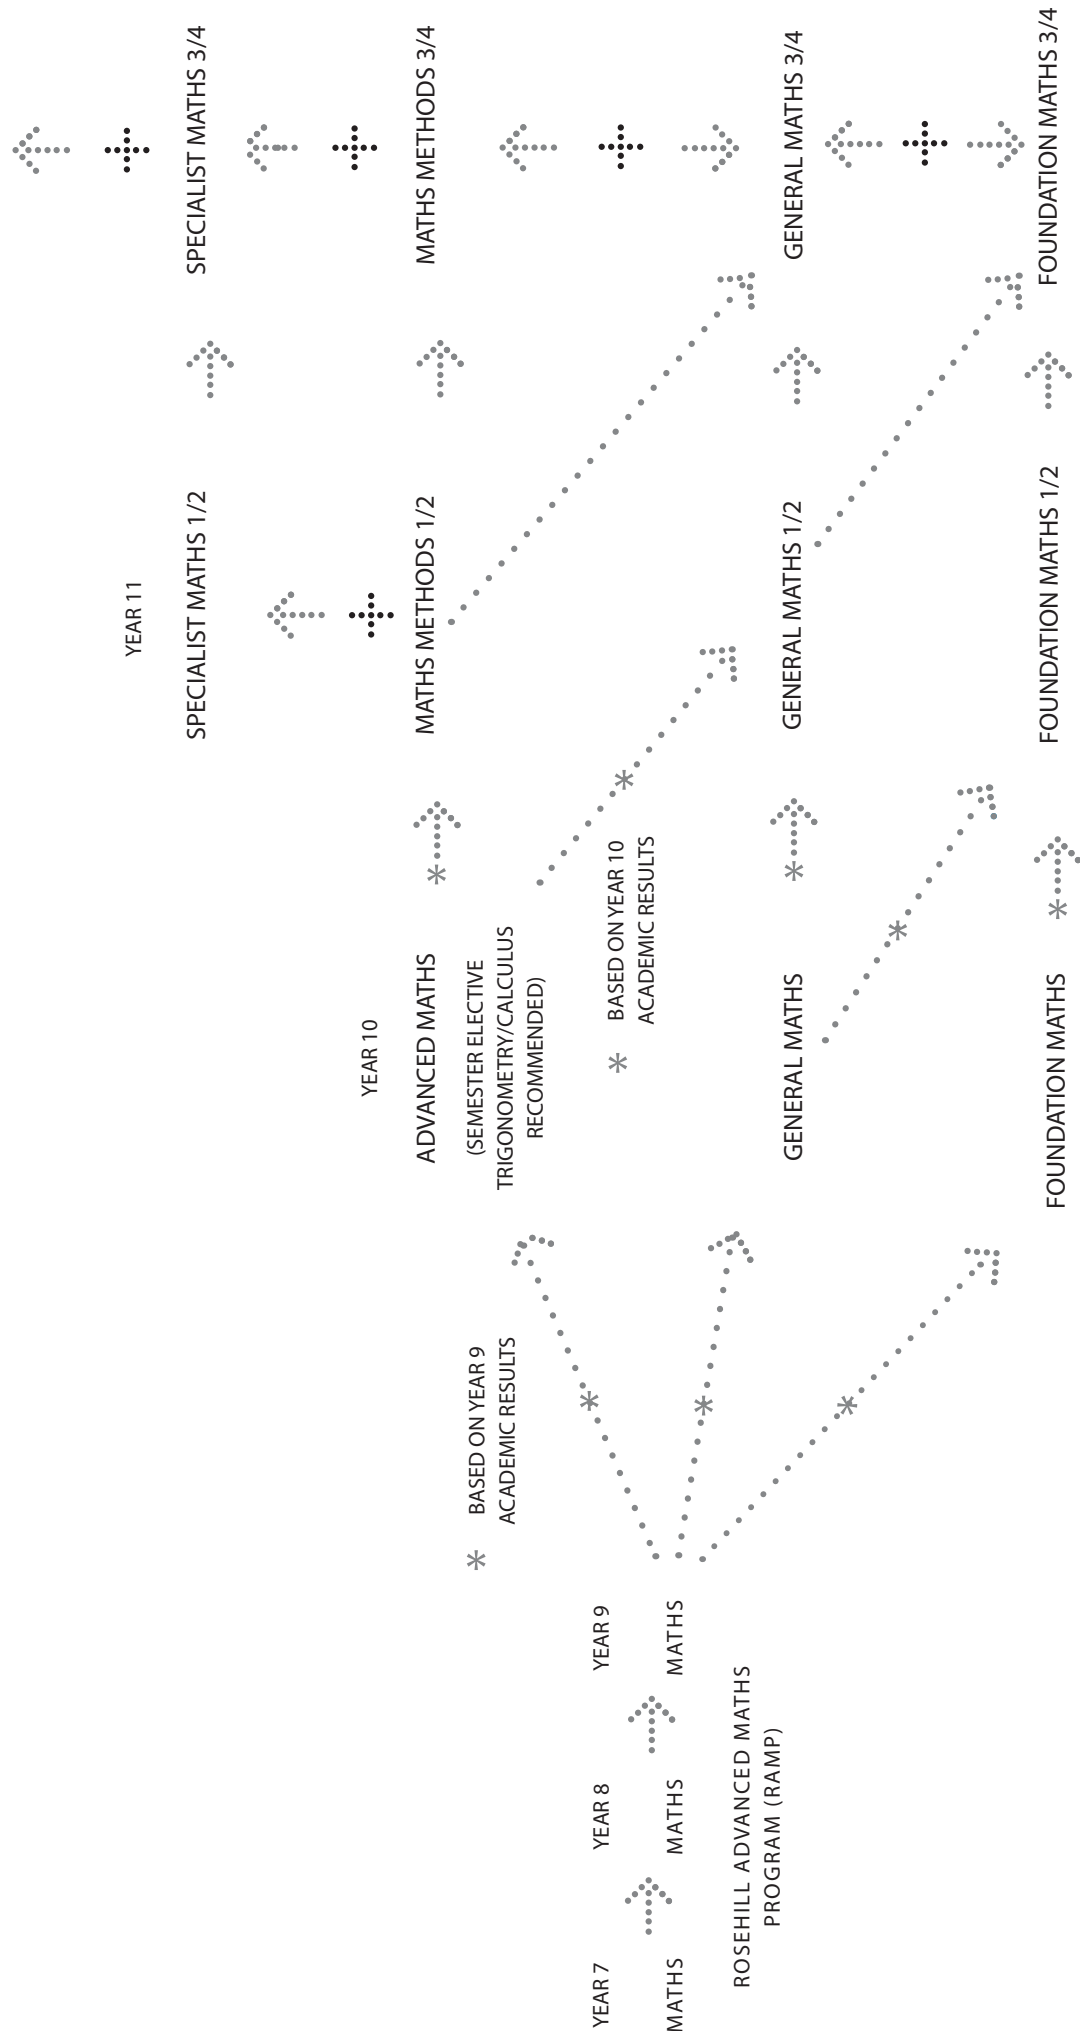 YEAR 7
MATHS
YEAR 8
MATHS
YEAR 9
MATHS
ROSEHILL ADVANCED MATHS
PROGRAM (RAMP)
* BASED ON YEAR 9
ACADEMIC RESULTS
YEAR 10
ADVANCED MATHS
(SEMESTER ELECTIVE
TRIGONOMETRY/CALCULUS
RECOMMENDED)
* BASED ON YEAR 10
ACADEMIC RESULTS
GENERAL MATHS
FOUNDATION MATHS
YEAR 11
SPECIALIST MATHS 1/2
MATHS METHODS 1/2
GENERAL MATHS 1/2
FOUNDATION MATHS 1/2
SPECIALIST MATHS 3/4
MATHS METHODS 3/4
GENERAL MATHS 3/4
FOUNDATION MATHS 3/4